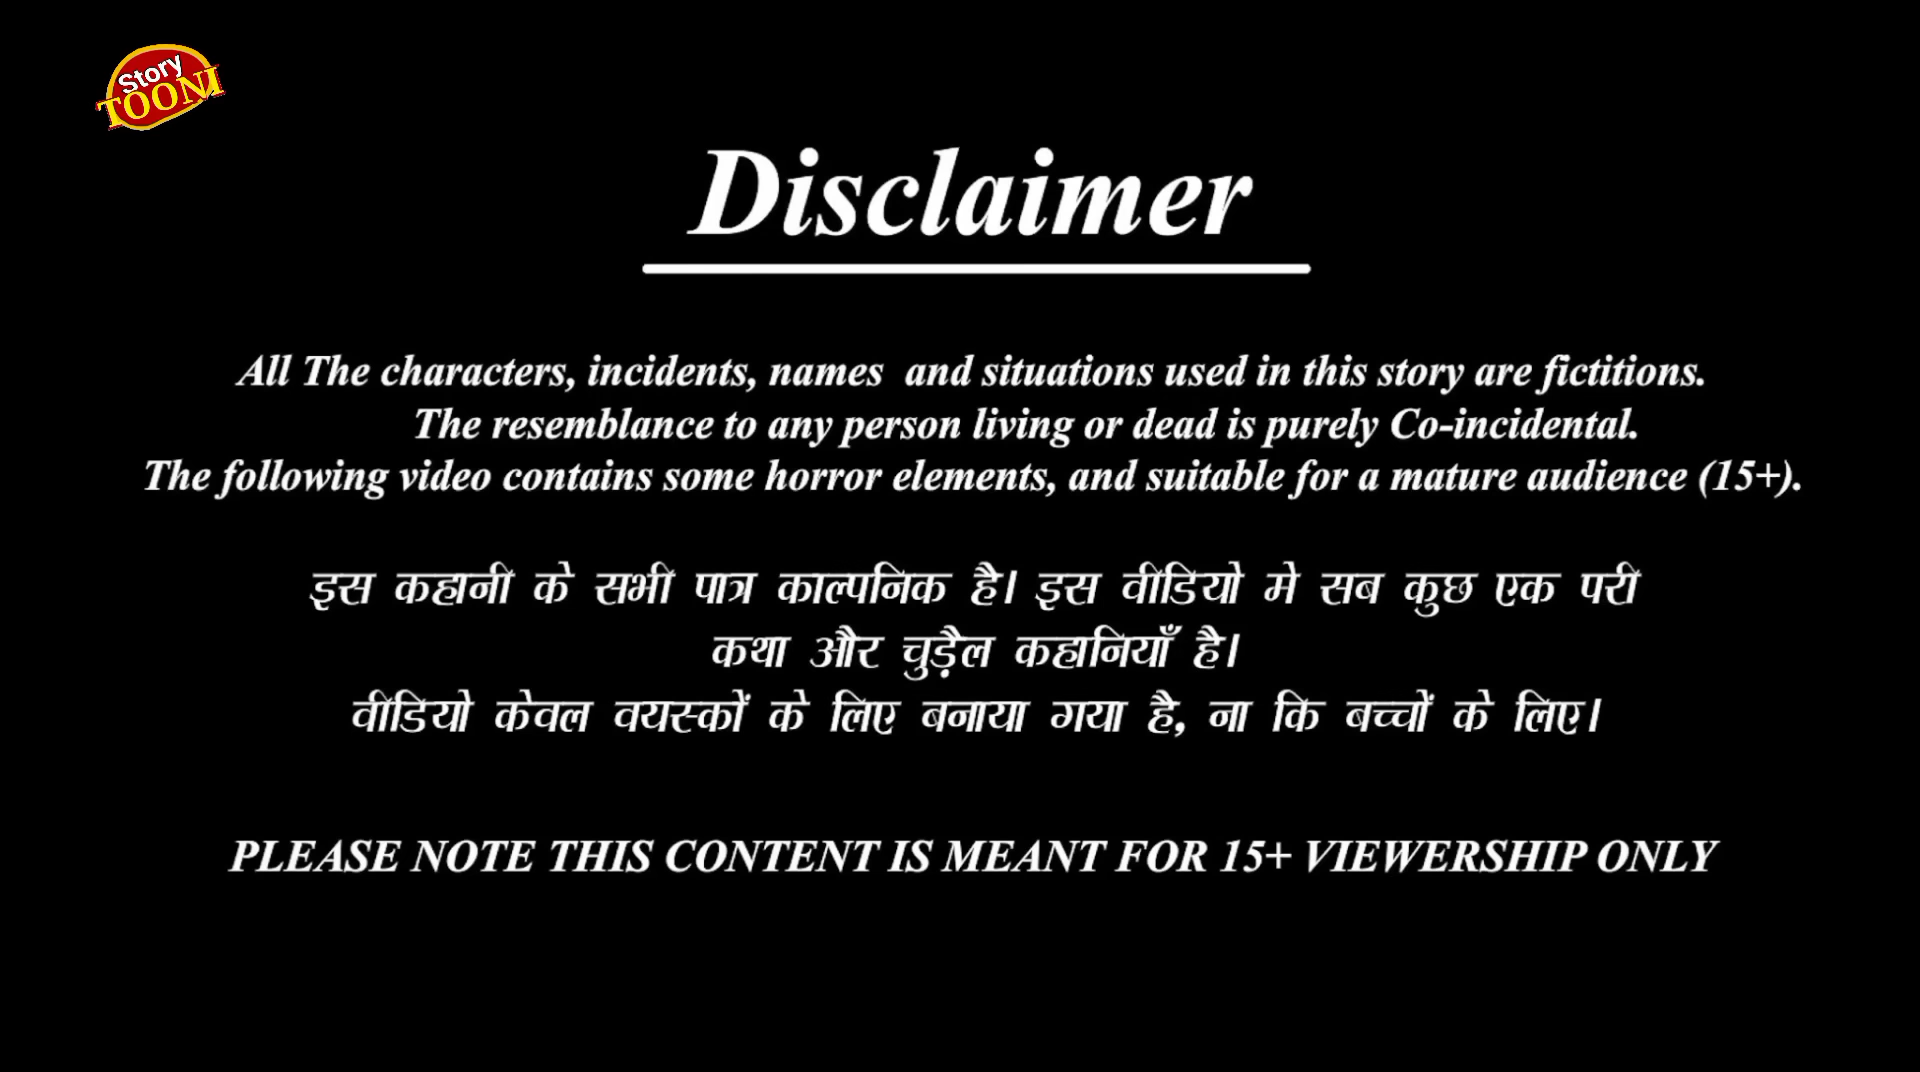 Story
TOONI
Disclaimer
All The characters, incidents, names and situations used in this story are fictitions.
The resemblance to any person living or dead is purely Co-incidental.
The following video contains some horror elements, and suitable for a mature audience (15+).
इस कहानी के सभी पात्र काल्पनिक है। इस वीडियो मे सब कुछ एक परी
कथा और चुड़ैल कहानियाँ है।
वीडियो केवल वयस्कों के लिए बनाया गया है, ना कि बच्चों के लिए।
PLEASE NOTE THIS CONTENT IS MEANT FOR 15+ VIEWERSHIP ONLY